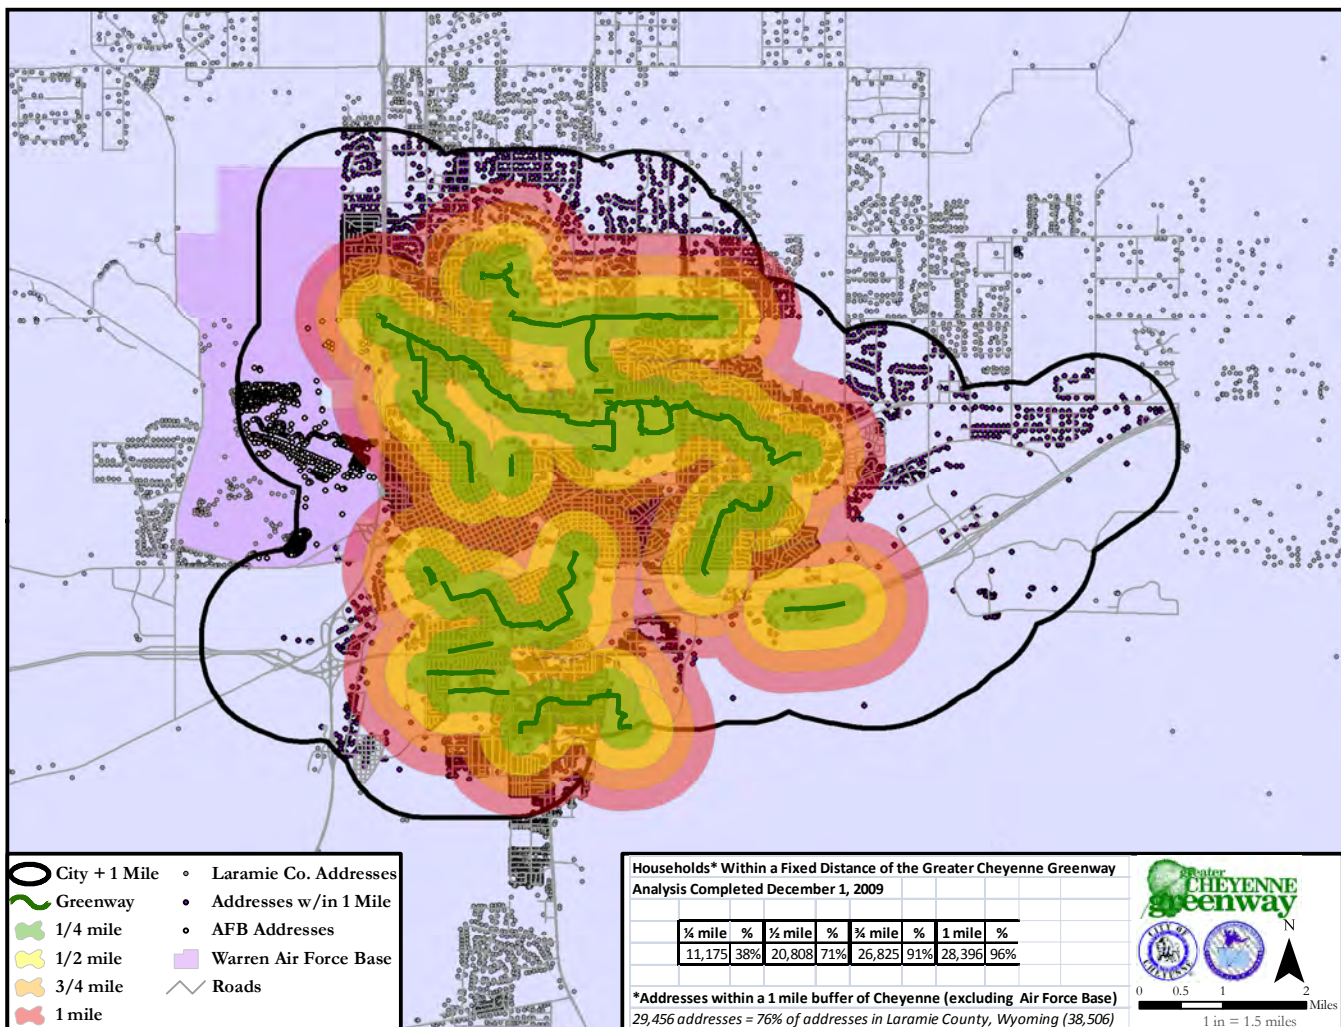 City + 1 Mile
Greenway
1/4 mile
1/2 mile
3/4 mile
1 mile
Laramie Co. Addresses
Addresses w/in 1 Mile
AFB Addresses
Warren Air Force Base
Roads
Households* Within a Fixed Distance of the Greater Cheyenne Greenway
Analysis Completed December 1, 2009
¼ mile % ½ mile % ¾ mile % 1 mile %
11,175 38% 20,808 71% 26,825 91% 28,396 96%
*Addresses within a 1 mile buffer of Cheyenne (excluding Air Force Base)
29,456 addresses = 76% of addresses in Laramie County, Wyoming (38,506)
greater
CHEYENNE
greenway
CITY OF
CHEYENNE
N
0 0.5 1 2
Miles
1 in = 1.5 miles